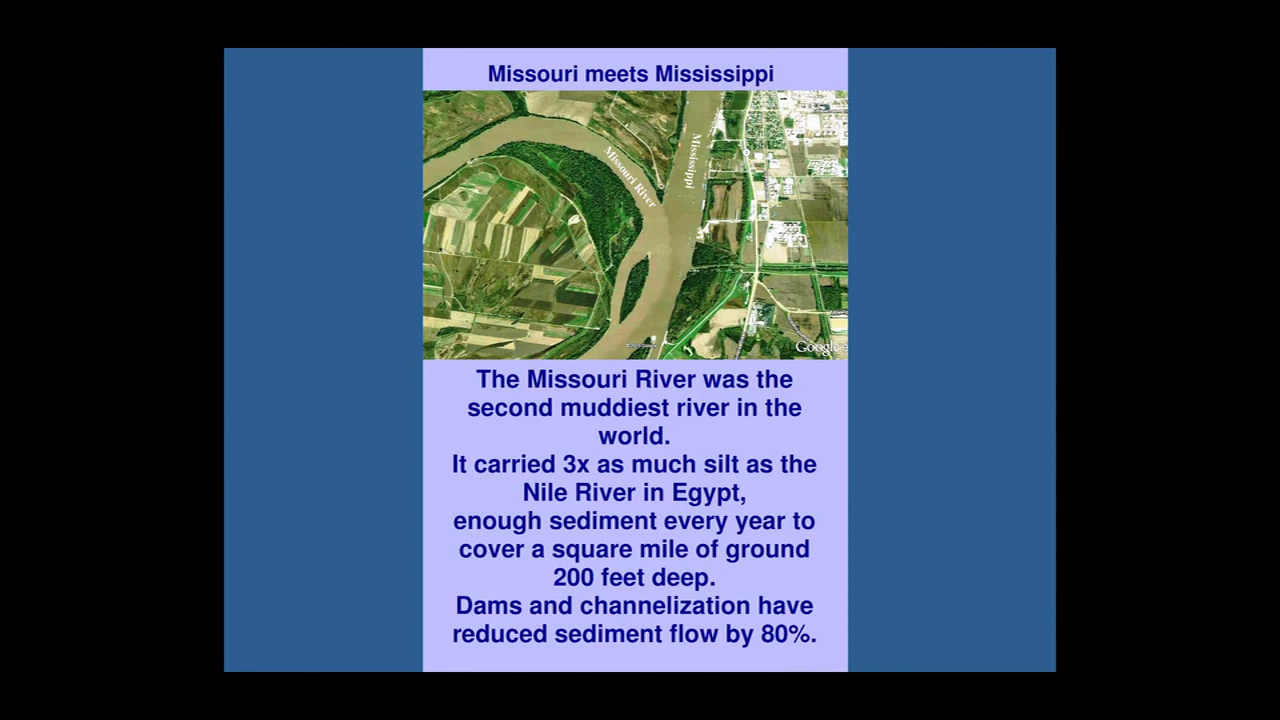 Missouri meets Mississippi
Missouri River
Mississippi
Google
The Missouri River was the
second muddiest river in the
world.
It carried 3x as much silt as the
Nile River in Egypt,
enough sediment every year to
cover a square mile of ground
200 feet deep.
Dams and channelization have
reduced sediment flow by 80%.